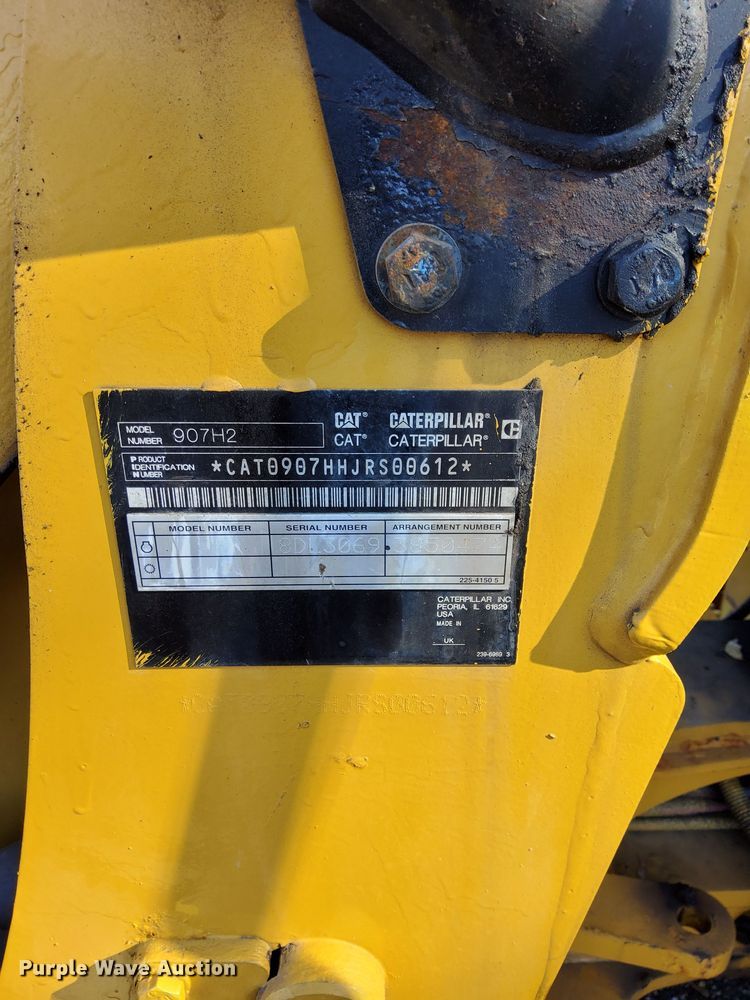 MODEL NUMBER 907H2
CAT® CATERPILLAR®
CAT® CATERPILLAR®
PRODUCT IDENTIFICATION NUMBER *CAT0907HHJRS00612*
MODEL NUMBER SERIAL NUMBER ARRANGEMENT NUMBER
225-4150 5
CATERPILLAR INC.
PEORIA, IL 61629
USA
MADE IN
UK
239-6969 3
Purple Wave Auction